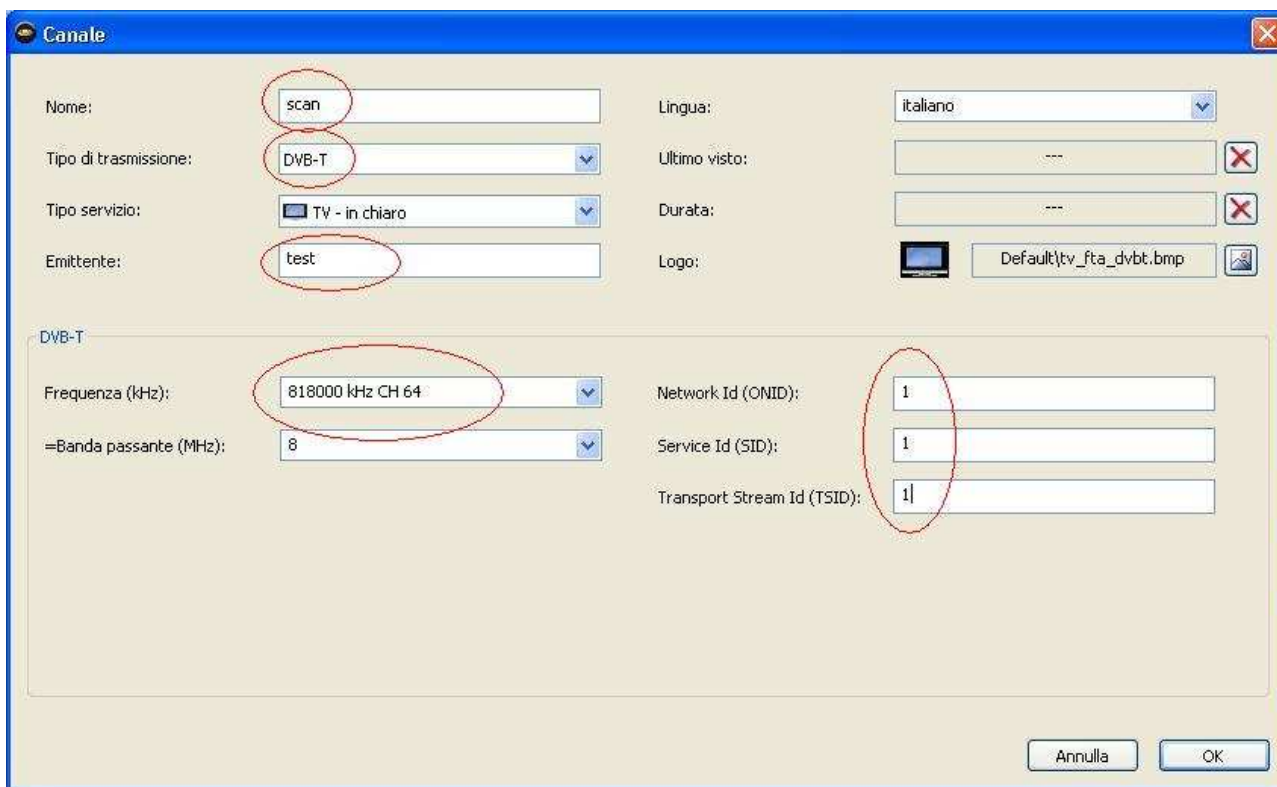 Canale
Nome:
scan
Lingua:
italiano
Tipo di trasmissione:
DVB-T
Ultimo visto:
---
Tipo servizio:
TV - in chiaro
Durata:
---
Emittente:
test
Logo:
Default\tv_fta_dvbt.bmp
DVB-T
Frequenza (kHz):
818000 kHz CH 64
Network Id (ONID):
1
=Banda passante (MHz):
8
Service Id (SID):
1
Transport Stream Id (TSID):
1
Annulla
OK